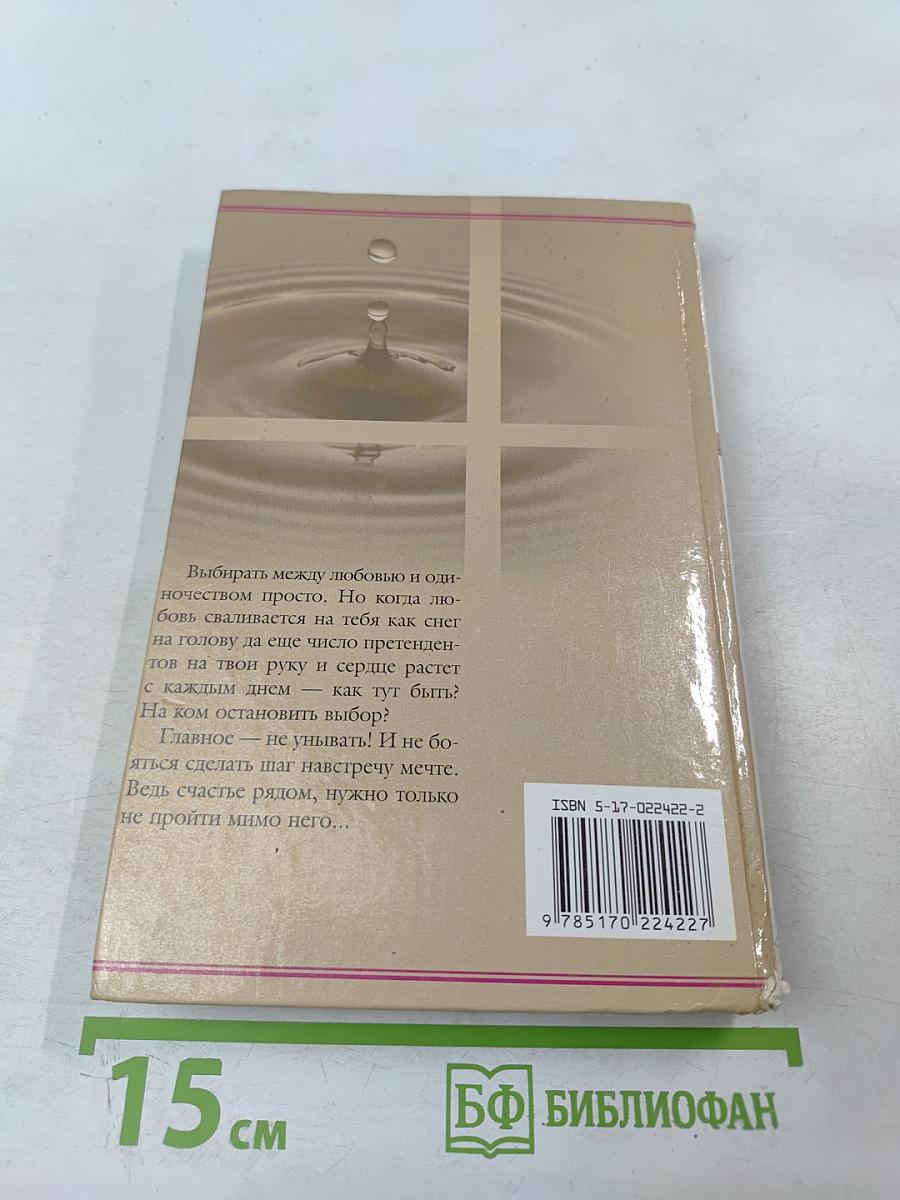 Выбирать между любовью и оди-
ночеством просто. Но когда лю-
бовь сваливается на тебя как снег
на голову да еще число претенден-
тов на твои руку и сердце растет
с каждым днем — как тут быть?
На ком остановить выбор?
Главное — не унывать! И не бо-
яться сделать шаг навстречу мечте.
Ведь счастье рядом, нужно только
не пройти мимо него...
ISBN 5-17-022422-2
9 785170 224227
15 см
БФ БИБЛИОФАН